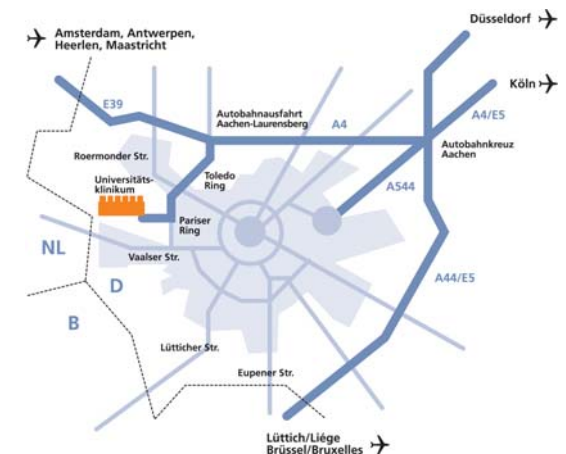 Düsseldorf
Amsterdam, Antwerpen,
Heerlen, Maastricht
Köln
E39
Autobahnausfahrt
Aachen-Laurensberg
A4
A4/E5
Autobahnkreuz
Aachen
Roermonder Str.
Toledo
Ring
Universitäts-
klinikum
A544
Pariser
Ring
NL
Vaalser Str.
D
A44/E5
B
Lütticher Str.
Eupener Str.
Lüttich/Liége
Brüssel/Bruxelles